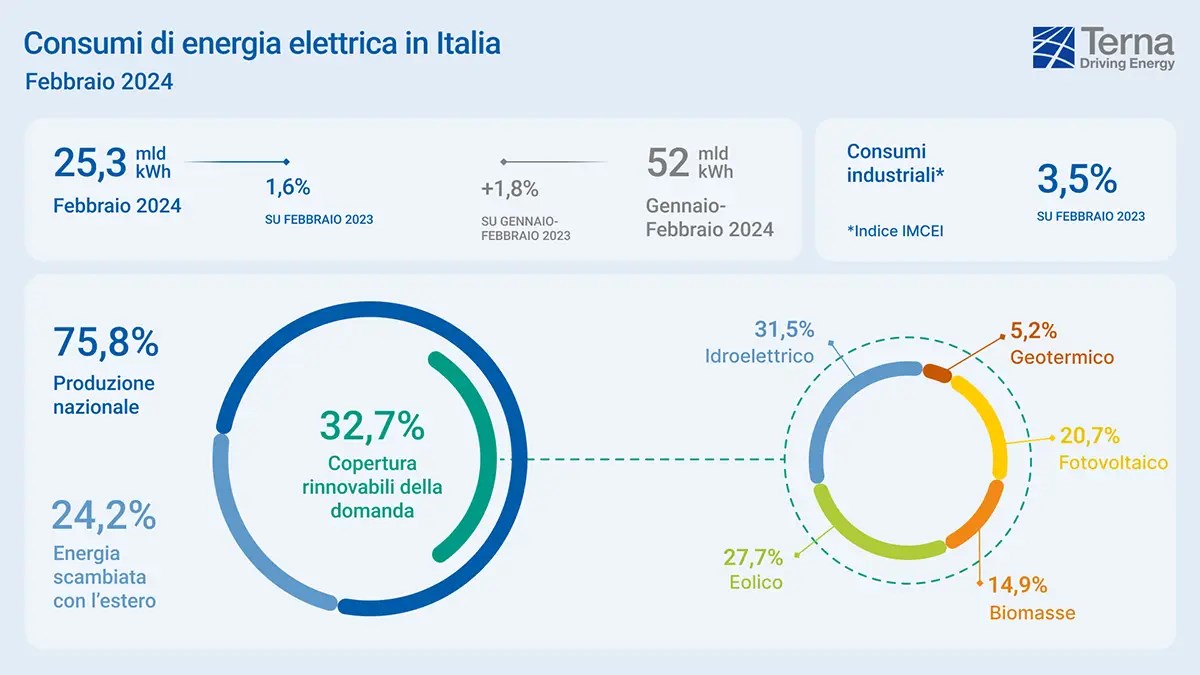 Consumi di energia elettrica in Italia
Febbraio 2024
Terna
Driving Energy
25,3 mld kWh
Febbraio 2024
1,6%
SU FEBBRAIO 2023
+1,8%
SU GENNAIO-
FEBBRAIO 2023
52 mld kWh
Gennaio-
Febbraio 2024
Consumi
industriali*
*Indice IMCEI
3,5%
SU FEBBRAIO 2023
75,8%
Produzione
nazionale
24,2%
Energia
scambiata
con l'estero
32,7%
Copertura
rinnovabili della
domanda
31,5%
Idroelettrico
5,2%
Geotermico
20,7%
Fotovoltaico
27,7%
Eolico
14,9%
Biomasse